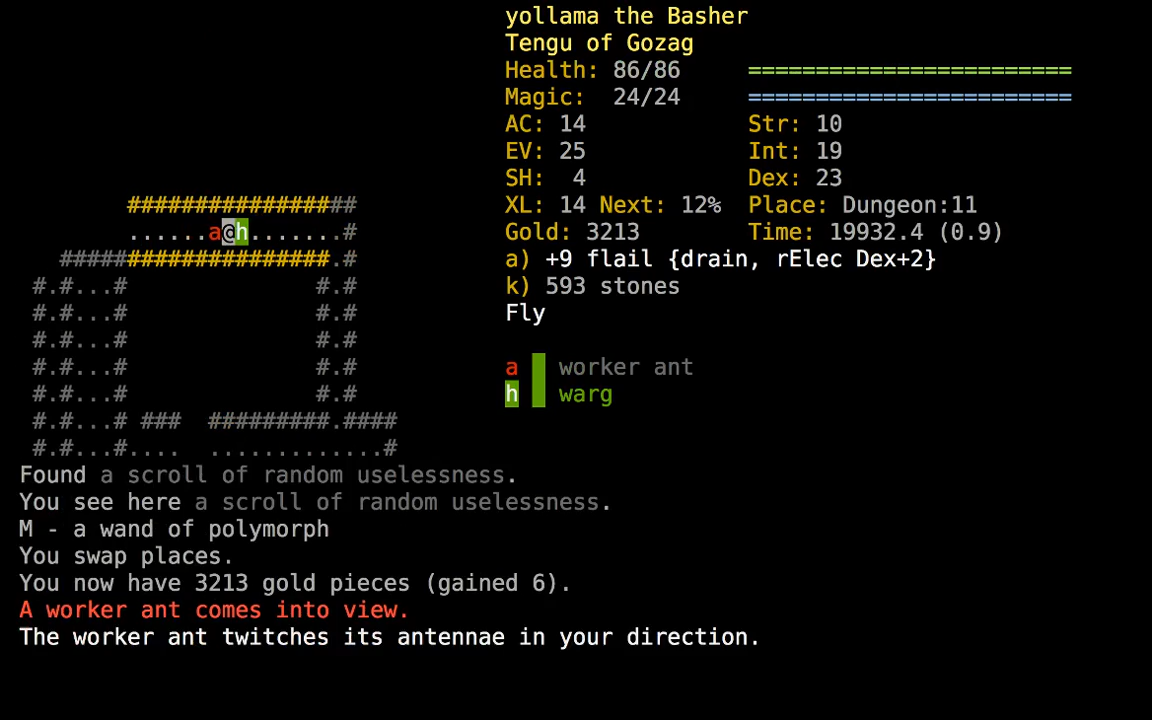 yollama the Basher
Tengu of Gozag
Health: 86/86 ========================
Magic: 24/24 ========================
AC: 14 Str: 10
EV: 25 Int: 19
SH: 4 Dex: 23
################# XL: 14 Next: 12% Place: Dungeon:11
......a@h.......# Gold: 3213 Time: 19932.4 (0.9)
#################### .# a) +9 flail {drain, rElec Dex+2}
#.#...# #.# k) 593 stones
#.#...# #.# Fly
#.#...# #.#
#.#...# #.# a worker ant
#.#...# #.# h warg
#.#...# ### #########.####
#.#...#.... .............#
Found a scroll of random uselessness.
You see here a scroll of random uselessness.
M - a wand of polymorph
You swap places.
You now have 3213 gold pieces (gained 6).
A worker ant comes into view.
The worker ant twitches its antennae in your direction.